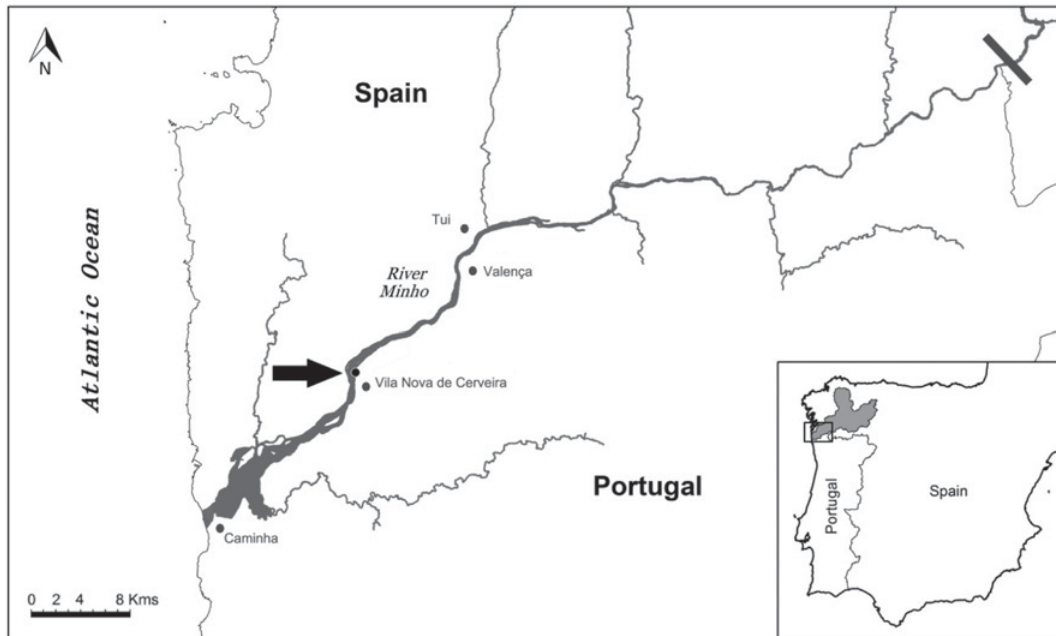 N
Spain
Atlantic Ocean
Tui
River
Minho
Valença
Vila Nova de Cerveira
Portugal
Caminha
0 2 4 8 Kms
Portugal
Spain